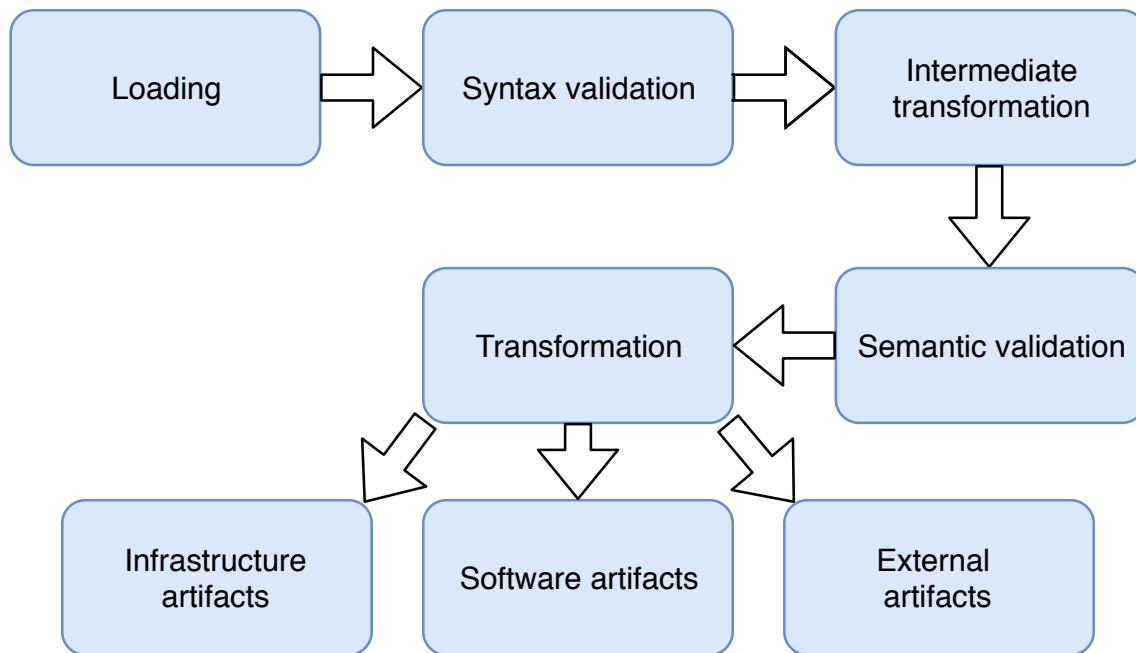 Loading
Syntax validation
Intermediate
transformation
Transformation
Semantic validation
Infrastructure
artifacts
Software artifacts
External
artifacts